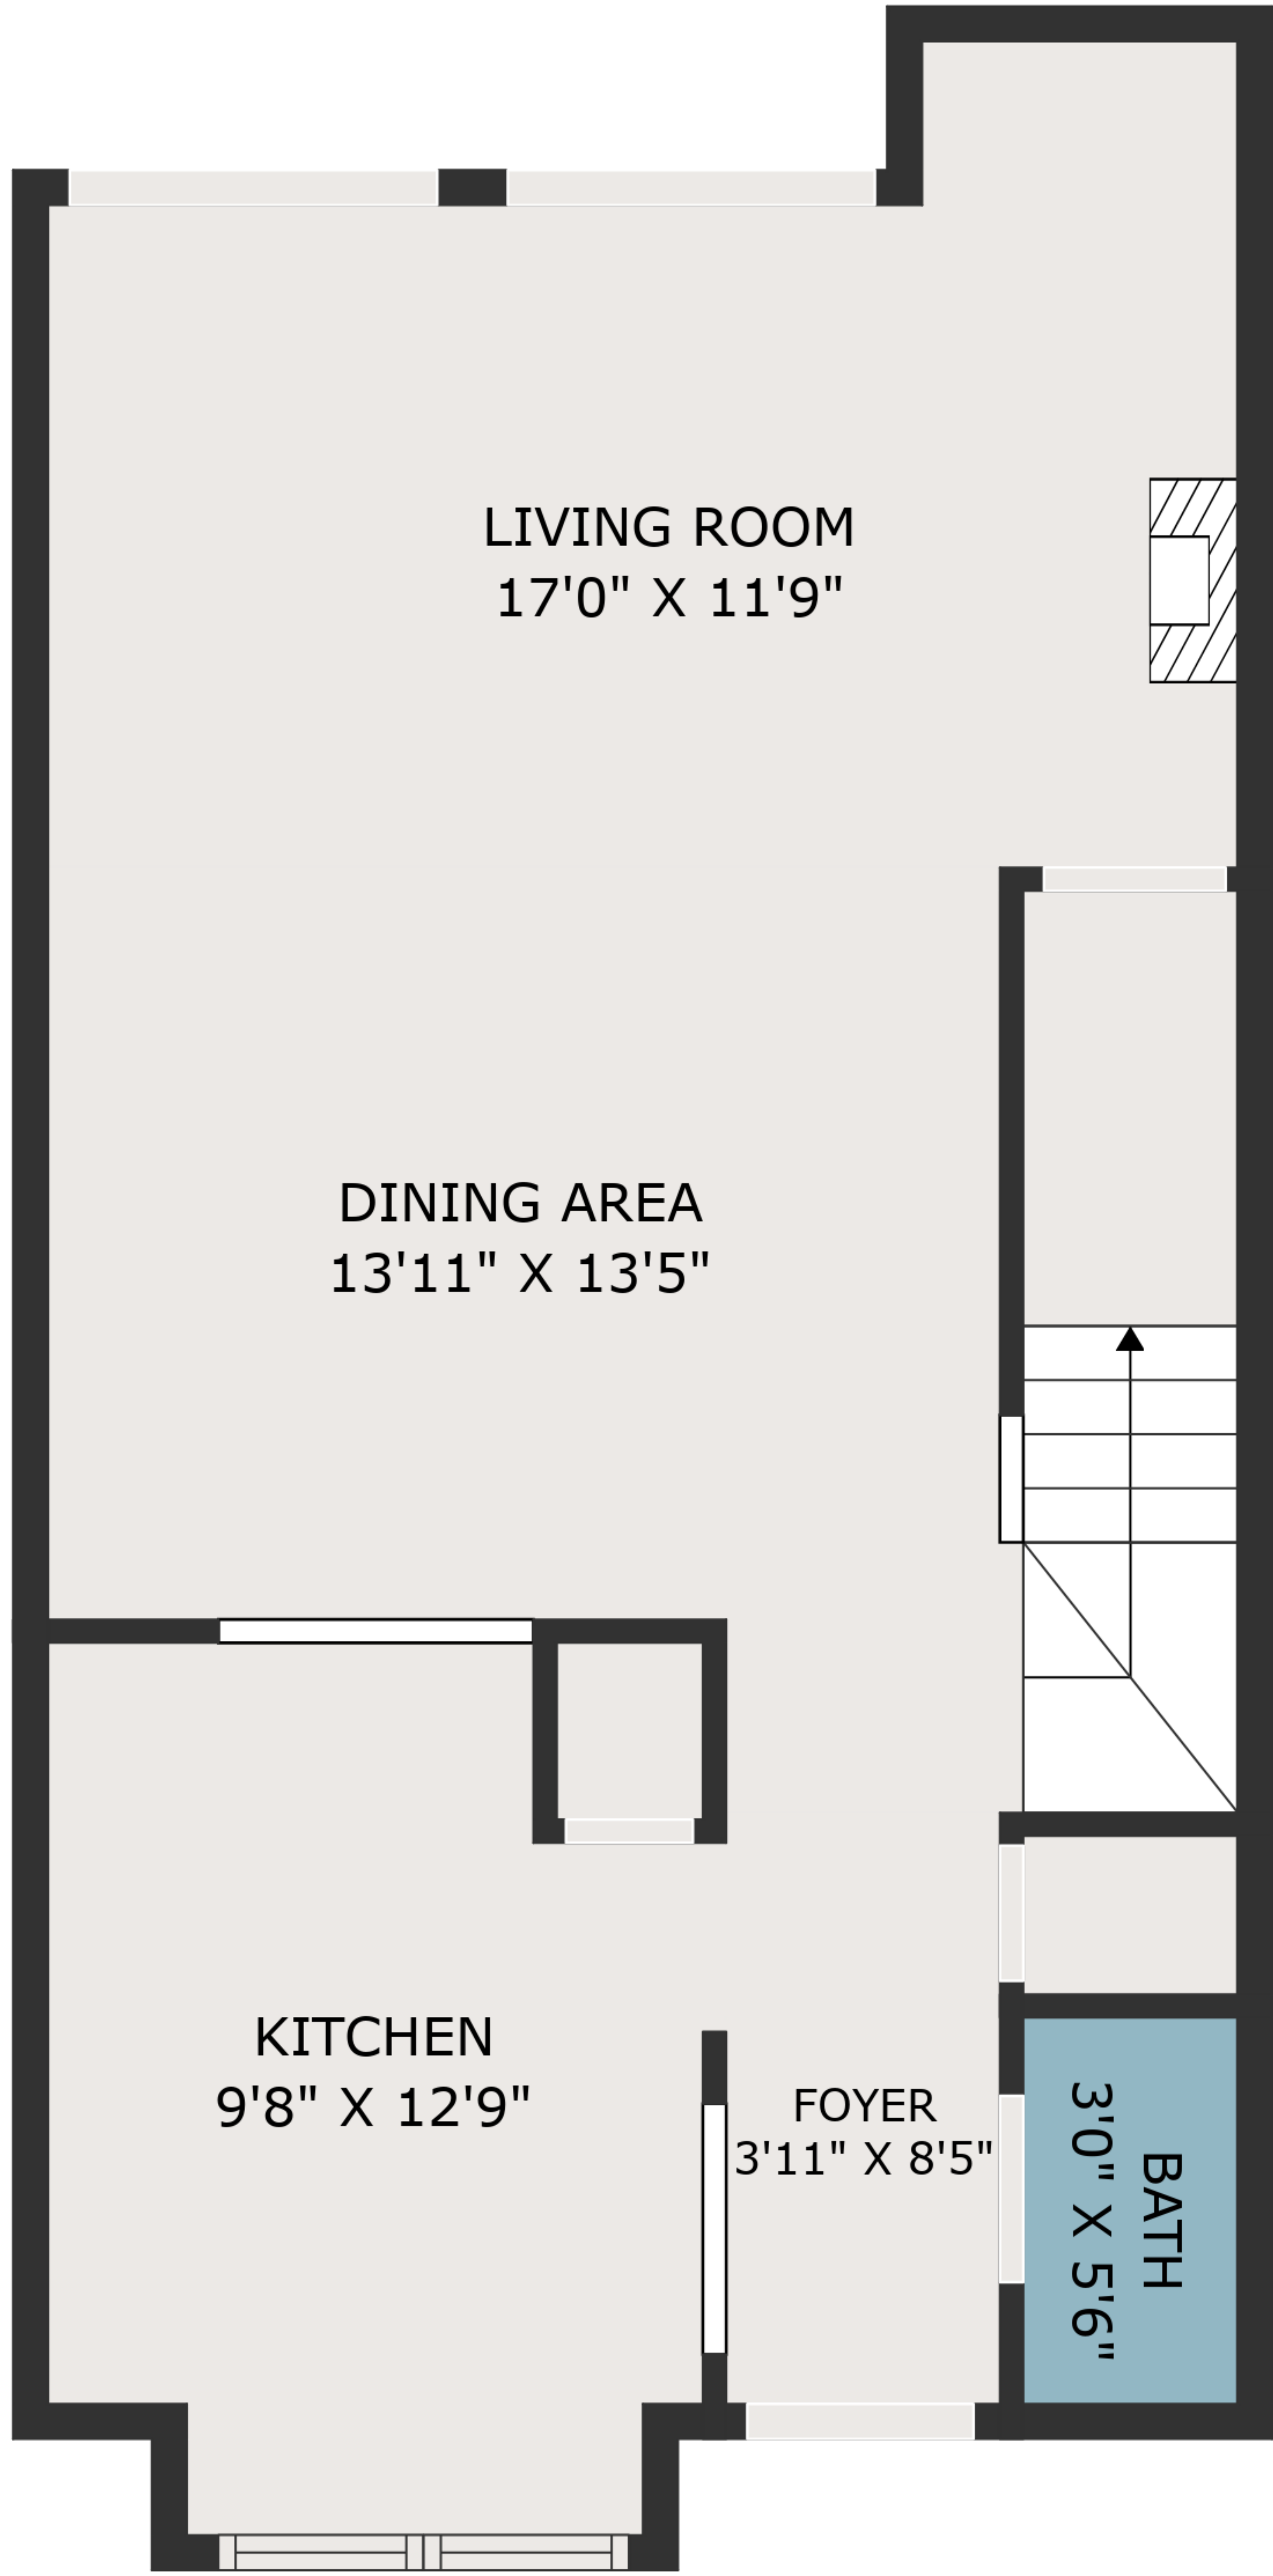 LIVING ROOM
17'0" X 11'9"
DINING AREA
13'11" X 13'5"
KITCHEN
9'8" X 12'9"
FOYER
3'11" X 8'5"
BATH
3'0" X 5'6"